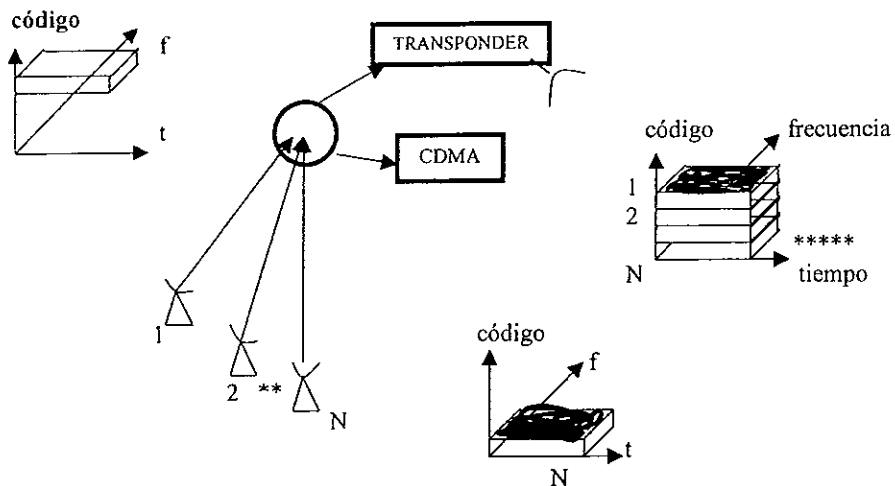 código
f
t
TRANSPONDER
CDMA
código
frecuencia
1
2
N
*****
tiempo
1
2 **
N
código
f
t
N